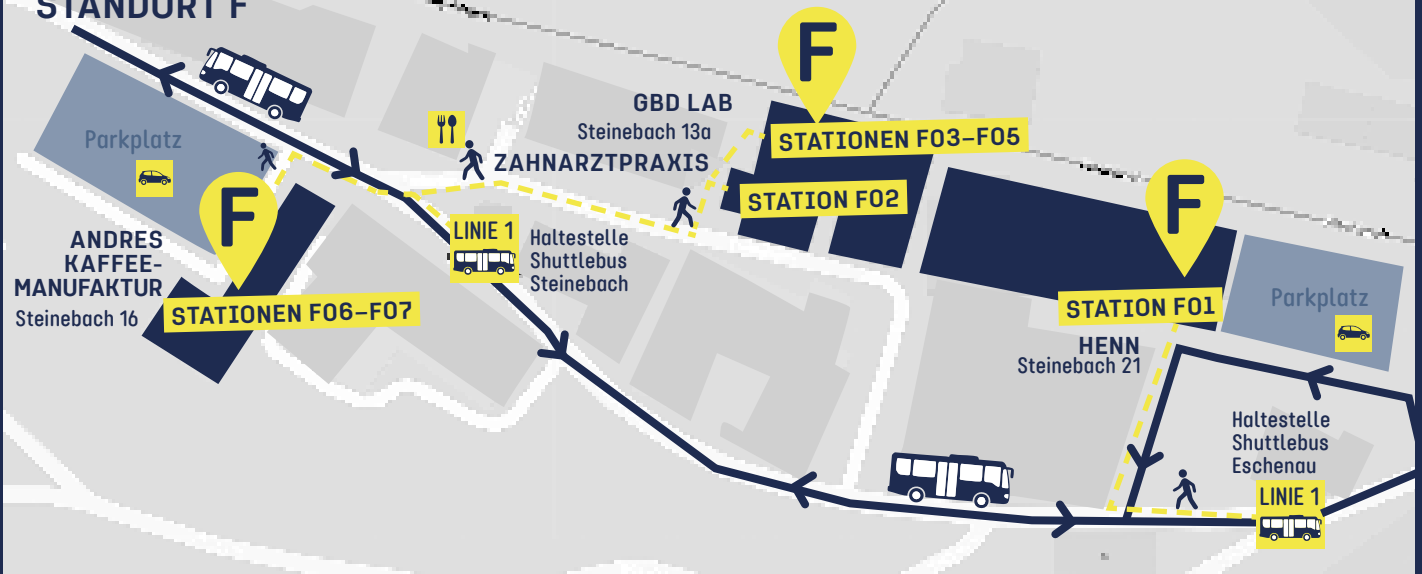 STANDORT F
F
GBD LAB
Steinebach 13a
ZAHNARZTPRAXIS
STATIONEN F03–F05
STATION F02
Parkplatz
F
ANDRES
KAFFEE-
MANUFAKTUR
Steinebach 16
STATIONEN F06–F07
LINIE 1
Haltestelle
Shuttlebus
Steinebach
F
STATION F01
HENN
Steinebach 21
Parkplatz
Haltestelle
Shuttlebus
Eschenau
LINIE 1